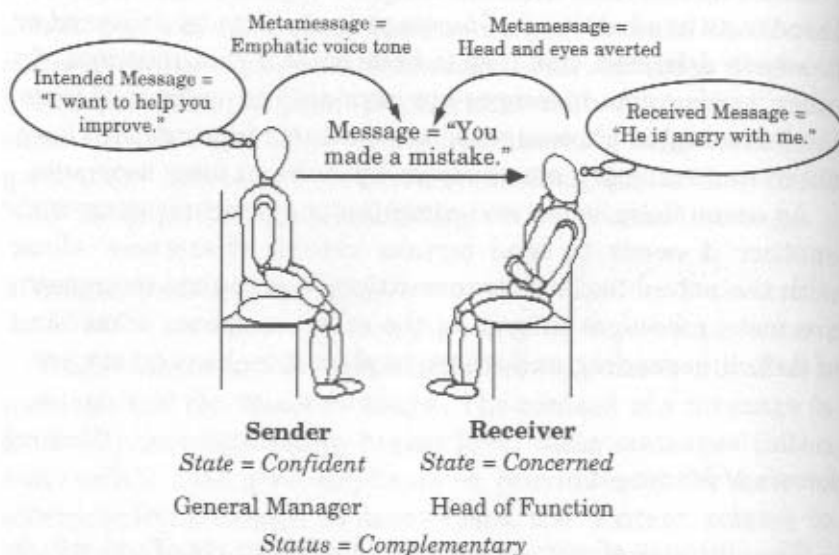 Metamessage =
Emphatic voice tone
Metamessage =
Head and eyes averted
Intended Message =
"I want to help you
improve."
Message = "You
made a mistake."
Received Message =
"He is angry with me."
Sender
State = Confident
General Manager
Receiver
State = Concerned
Head of Function
Status = Complementary